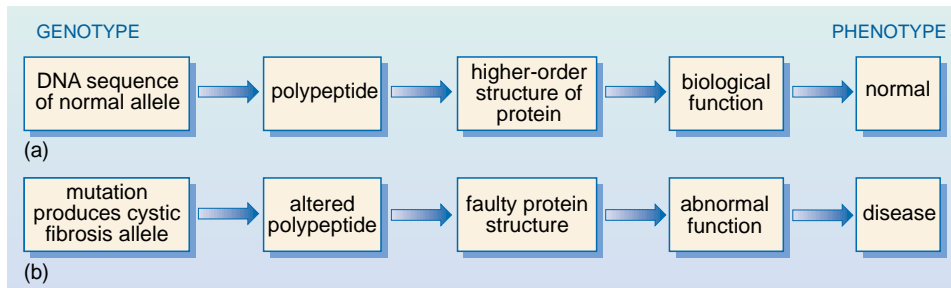 GENOTYPE
PHENOTYPE
DNA sequence
of normal allele
polypeptide
higher-order
structure of
protein
biological
function
normal
(a)
mutation
produces cystic
fibrosis allele
altered
polypeptide
faulty protein
structure
abnormal
function
disease
(b)